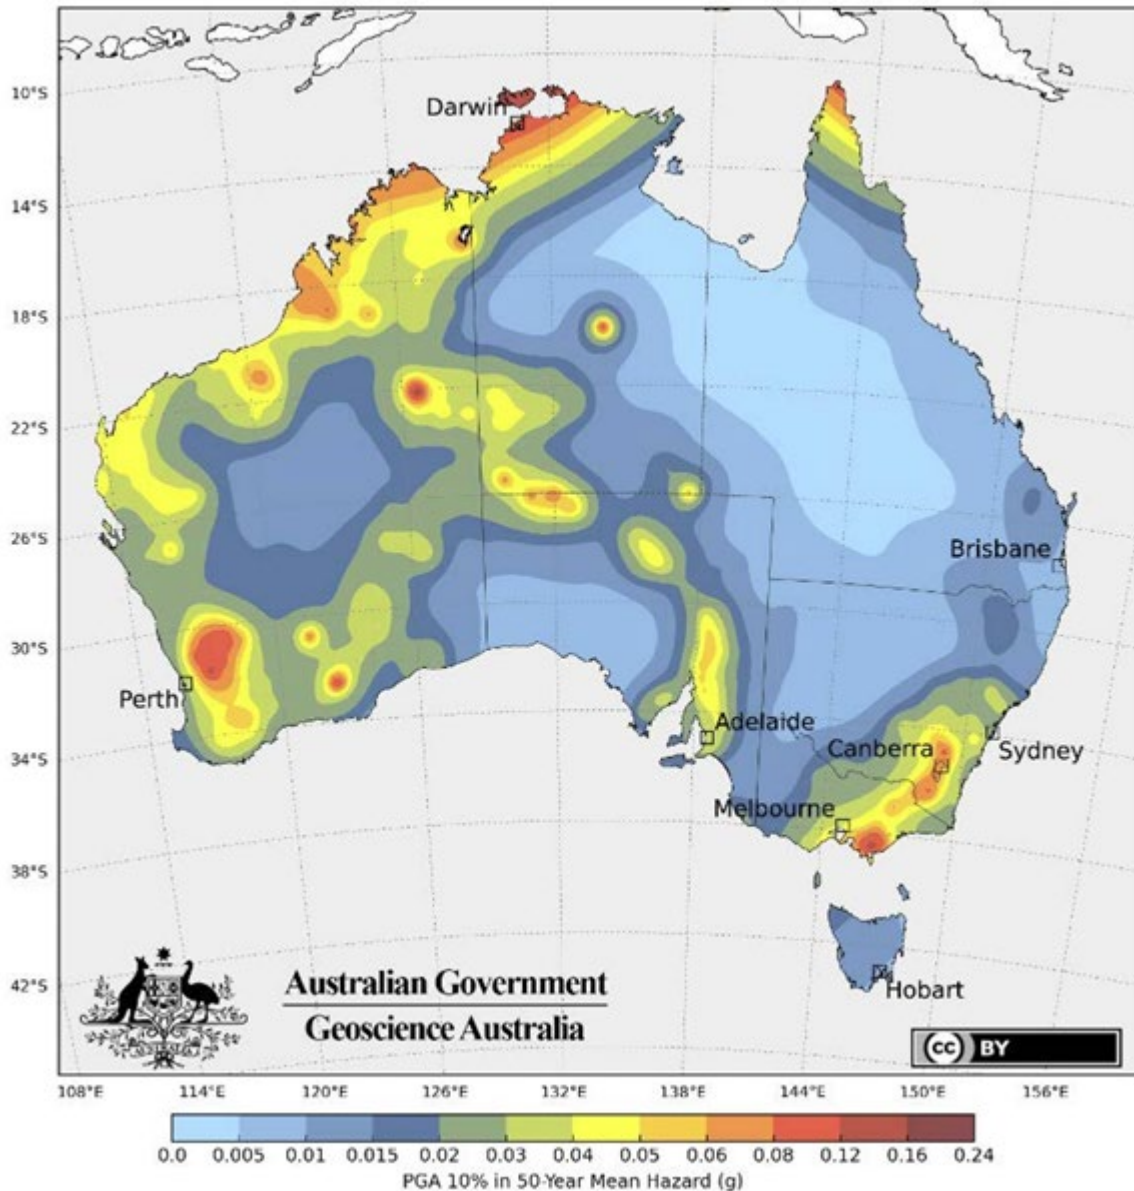 10°S
Darwin
14°S
18°S
22°S
26°S
Brisbane
30°S
Perth
Adelaide
Canberra
Sydney
34°S
Melbourne
38°S
42°S
Hobart
Australian Government
Geoscience Australia
CC BY
108°E 114°E 120°E 126°E 132°E 138°E 144°E 150°E 156°E
0.0 0.005 0.01 0.015 0.02 0.03 0.04 0.05 0.06 0.08 0.12 0.16 0.24
PGA 10% in 50-Year Mean Hazard (g)